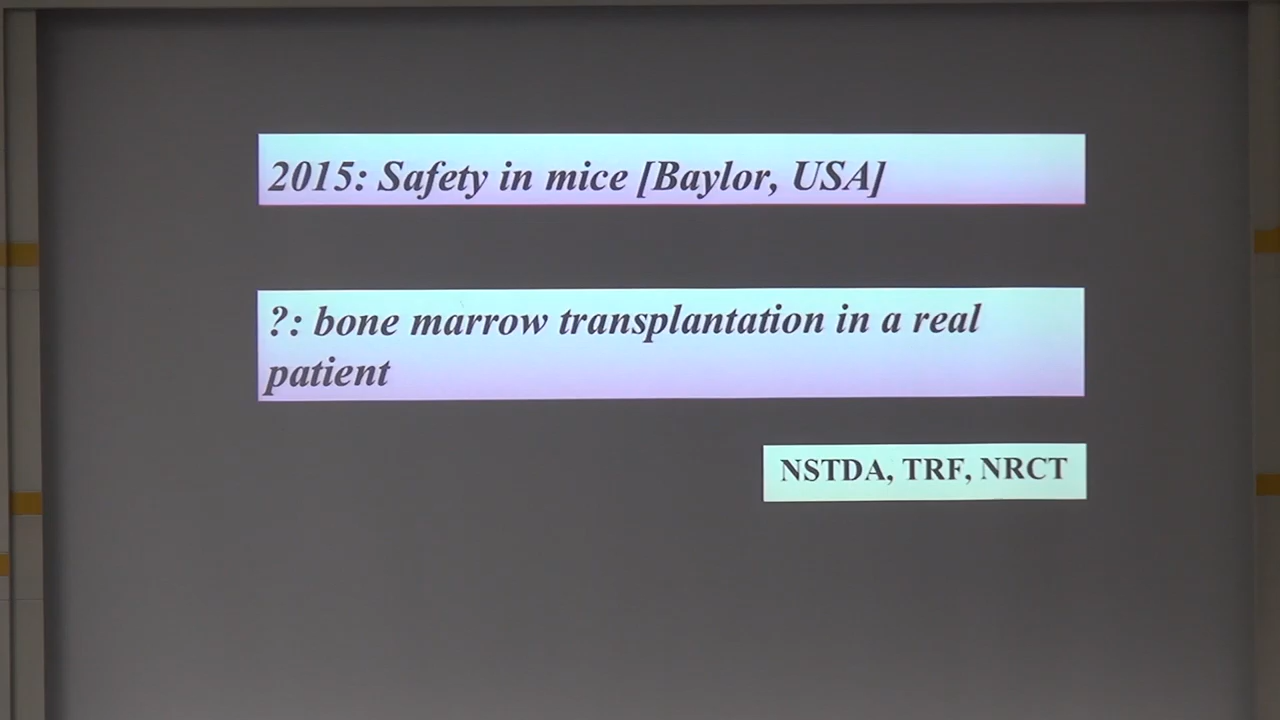 2015: Safety in mice [Baylor, USA]
?: bone marrow transplantation in a real
patient
NSTDA, TRF, NRCT